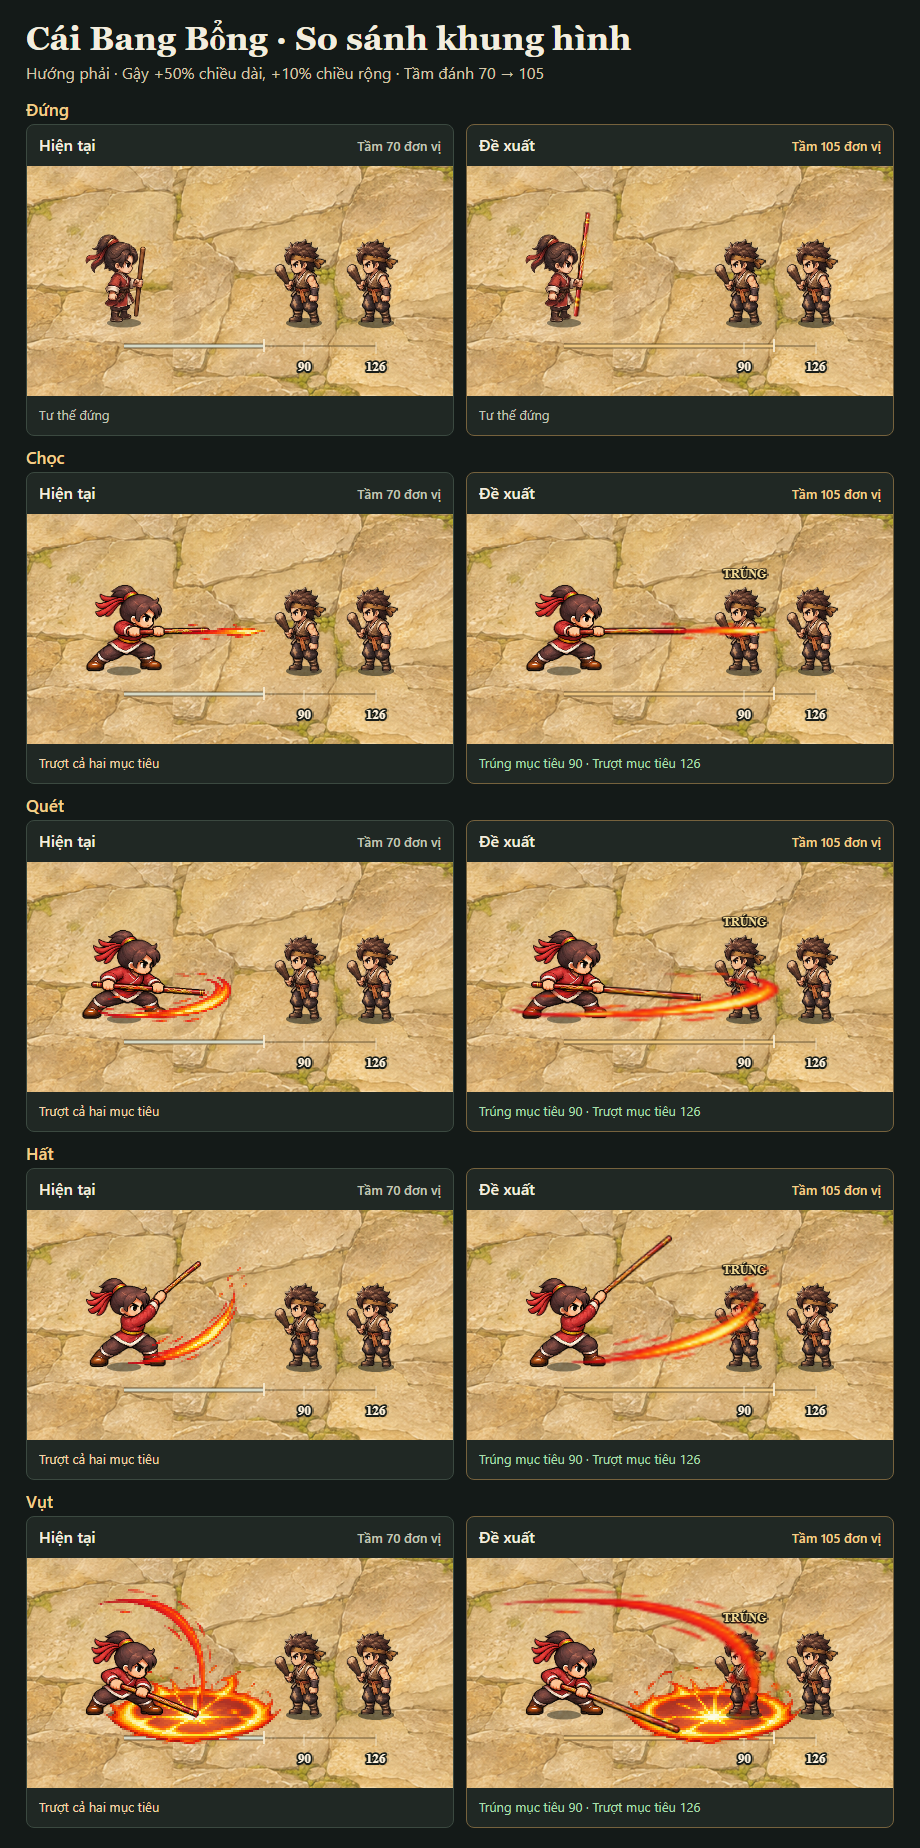 Cái Bang Bổng · So sánh khung hình
Hướng phải · Gậy +50% chiều dài, +10% chiều rộng · Tầm đánh 70 → 105
Đứng
Hiện tại
Tầm 70 đơn vị
90
126
Tư thế đứng
Đề xuất
Tầm 105 đơn vị
90
126
Tư thế đứng
Chọc
Hiện tại
Tầm 70 đơn vị
90
126
Trượt cả hai mục tiêu
Đề xuất
Tầm 105 đơn vị
TRÚNG
90
126
Trúng mục tiêu 90 · Trượt mục tiêu 126
Quét
Hiện tại
Tầm 70 đơn vị
90
126
Trượt cả hai mục tiêu
Đề xuất
Tầm 105 đơn vị
TRÚNG
90
126
Trúng mục tiêu 90 · Trượt mục tiêu 126
Hất
Hiện tại
Tầm 70 đơn vị
90
126
Trượt cả hai mục tiêu
Đề xuất
Tầm 105 đơn vị
TRÚNG
90
126
Trúng mục tiêu 90 · Trượt mục tiêu 126
Vụt
Hiện tại
Tầm 70 đơn vị
90
126
Trượt cả hai mục tiêu
Đề xuất
Tầm 105 đơn vị
TRÚNG
90
126
Trúng mục tiêu 90 · Trượt mục tiêu 126